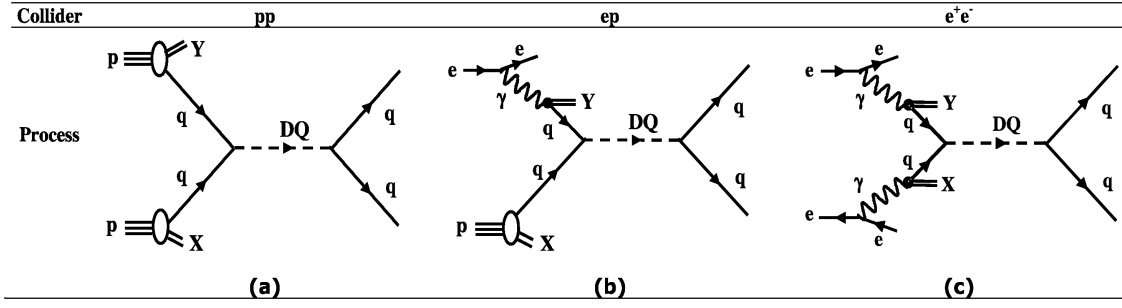 Collider pp ep e⁺e⁻
p Y e e e e
γ Y γ Y
q q q q q q
Process DQ DQ DQ
q q q q q q
γ X
p X p X e e
(a) (b) (c)